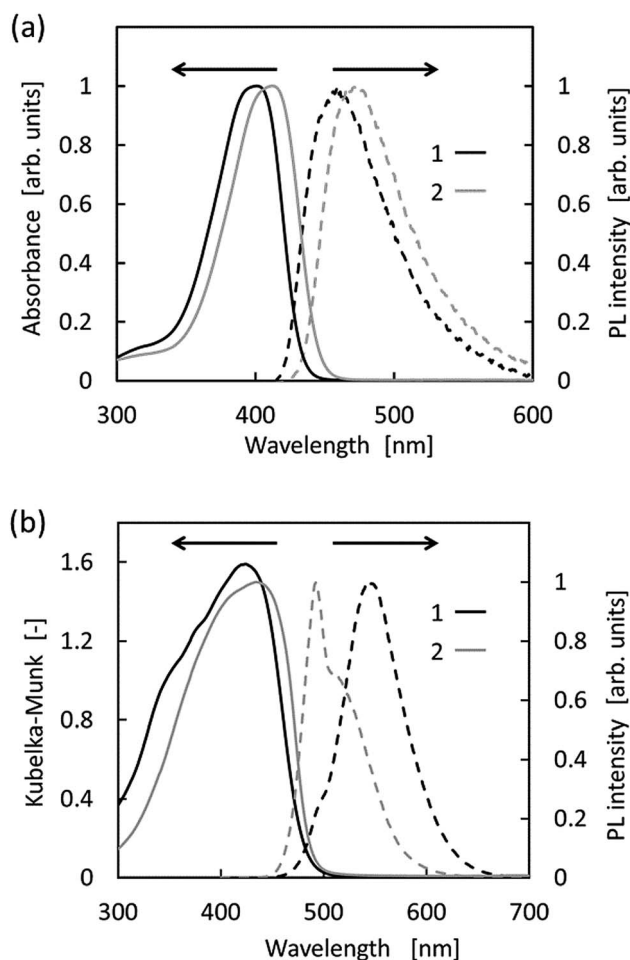 (a)
Absorbance [arb. units]
1
0.8
0.6
0.4
0.2
0
300 400 500 600
Wavelength [nm]
1
0.8
0.6
0.4
0.2
0
PL intensity [arb. units]
1
2
(b)
Kubelka-Munk [-]
1.6
1.2
0.8
0.4
0
300 400 500 600 700
Wavelength [nm]
1
0.8
0.6
0.4
0.2
0
PL intensity [arb. units]
1
2